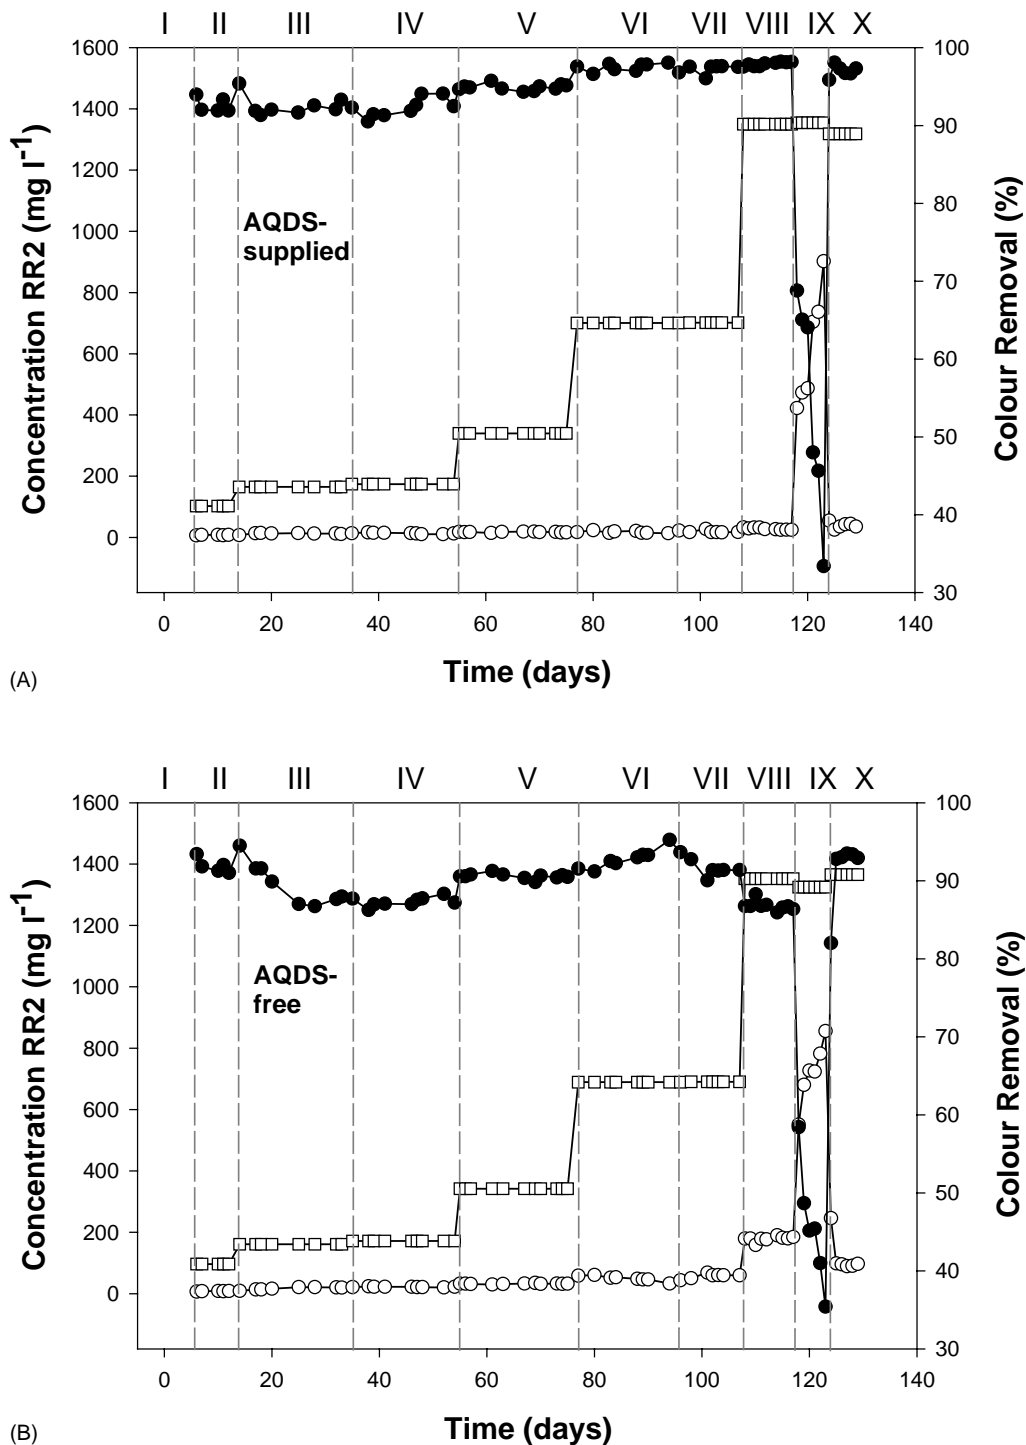 I II III IV V VI VII VIII IX X
1600
1400
1200
1000
800
600
400
200
0
Concentration RR2 (mg l-1)
100
90
80
70
60
50
40
30
Colour Removal (%)
AQDS-
supplied
0 20 40 60 80 100 120 140
Time (days)
(A)
I II III IV V VI VII VIII IX X
1600
1400
1200
1000
800
600
400
200
0
Concentration RR2 (mg l-1)
100
90
80
70
60
50
40
30
Colour Removal (%)
AQDS-
free
0 20 40 60 80 100 120 140
Time (days)
(B)